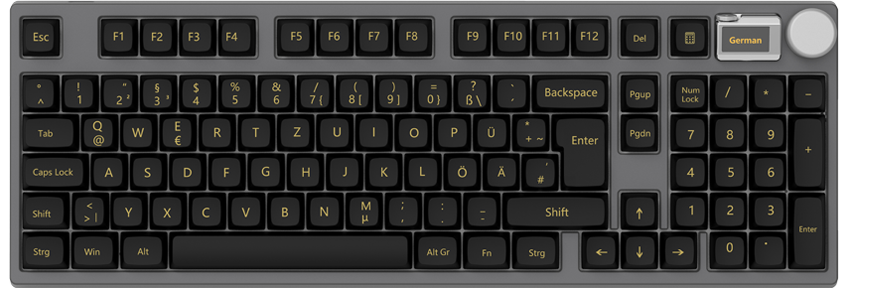 Esc F1 F2 F3 F4 F5 F6 F7 F8 F9 F10 F11 F12 Del German
° ! " § $ % & / ( ) = ? ` Backspace Pgup Num Lock / * −
^ 1 2 ² 3 ³ 4 5 6 7 { 8 [ 9 ] 0 } ß \ ´
Tab Q @ W E € R T Z U I O P Ü * + ~ Enter Pgdn 7 8 9 +
Caps Lock A S D F G H J K L Ö Ä ' # 4 5 6
Shift < > | Y X C V B N M µ ; , : . _ - Shift ↑ 1 2 3 Enter
Strg Win Alt Alt Gr Fn Strg ← ↓ → 0 .